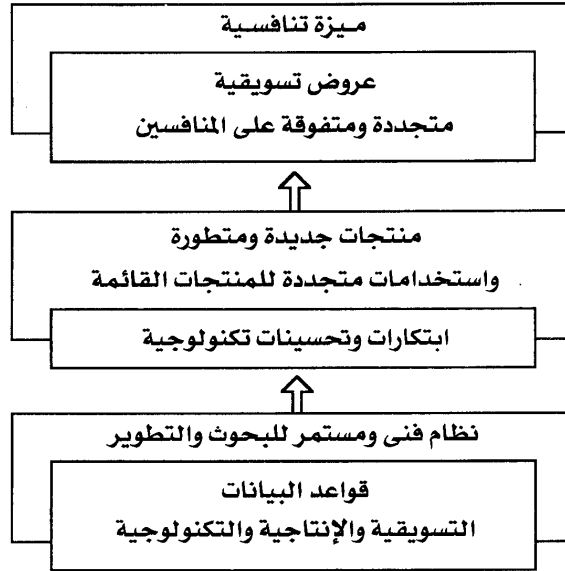 ميزة تنافسية
عروض تسويقية
متجددة ومتفوقة على المنافسين
منتجات جديدة ومتطورة
واستخدامات متجددة للمنتجات القائمة
ابتكارات وتحسينات تكنولوجية
نظام فنى ومستمر للبحوث والتطوير
قواعد البيانات
التسويقية والإنتاجية والتكنولوجية